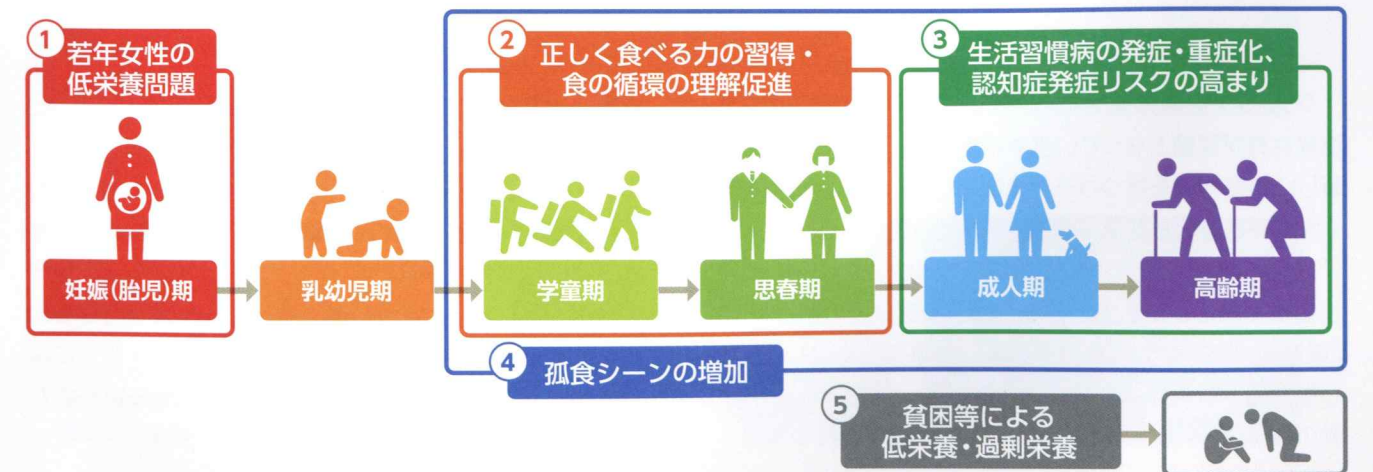 ①
若年女性の
低栄養問題
②
正しく食べる力の習得・
食の循環の理解促進
③
生活習慣病の発症・重症化、
認知症発症リスクの高まり
妊娠(胎児)期
乳幼児期
学童期
思春期
成人期
高齢期
④
孤食シーンの増加
⑤
貧困等による
低栄養・過剰栄養